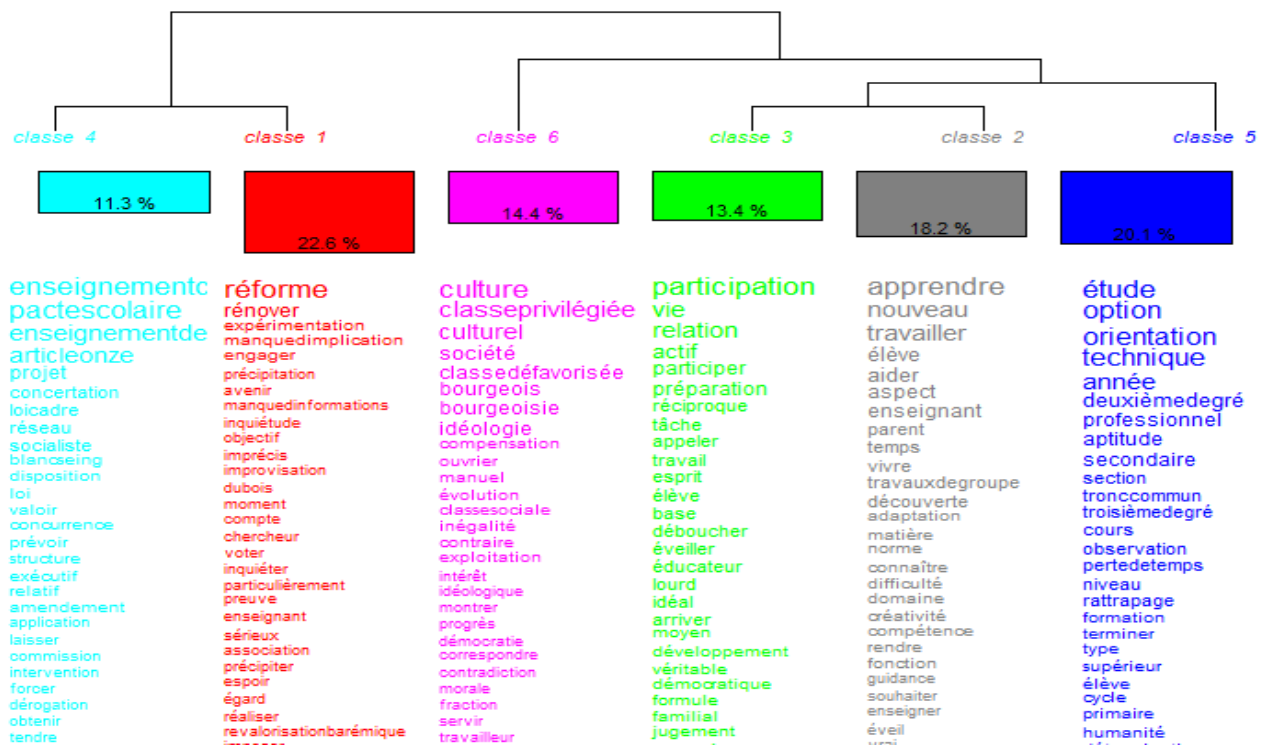 classe 4
classe 1
classe 6
classe 3
classe 2
classe 5
11.3 %
22.6 %
14.4 %
13.4 %
18.2 %
20.1 %
enseignementc
pactescolaire
enseignementde
articleonze
projet
concertation
loicadre
réseau
socialiste
blancseing
disposition
loi
valoir
concurrence
prévoir
structure
exécutif
relatif
amendement
application
laisser
commission
intervention
forcer
dérogation
obtenir
tendre
réforme
rénover
expérimentation
manquedimplication
engager
précipitation
avenir
manquedinformations
inquiétude
objectif
imprécis
improvisation
dubois
moment
compte
chercheur
voter
inquiéter
particulièrement
preuve
enseignant
sérieux
association
précipiter
espoir
égard
réaliser
revalorisationbarémique
culture
classeprivilégiée
culturel
société
classedéfavorisée
bourgeois
bourgeoisie
idéologie
compensation
ouvrier
manuel
évolution
classesociale
inégalité
contraire
exploitation
intérêt
idéologique
montrer
progrès
démocratie
correspondre
contradiction
morale
fraction
servir
travailleur
participation
vie
relation
actif
participer
préparation
réciproque
tâche
appeler
travail
esprit
élève
base
déboucher
éveiller
éducateur
lourd
idéal
arriver
moyen
développement
véritable
démocratique
formule
familial
jugement
apprendre
nouveau
travailler
élève
aider
aspect
enseignant
parent
temps
vivre
travauxdegroupe
découverte
adaptation
matière
norme
connaître
difficulté
domaine
créativité
compétence
rendre
fonction
guidance
souhaiter
enseigner
éveil
étude
option
orientation
technique
année
deuxièmedegré
professionnel
aptitude
secondaire
section
tronccommun
troisièmedegré
cours
observation
pertedetemps
niveau
rattrapage
formation
terminer
type
supérieur
élève
cycle
primaire
humanité